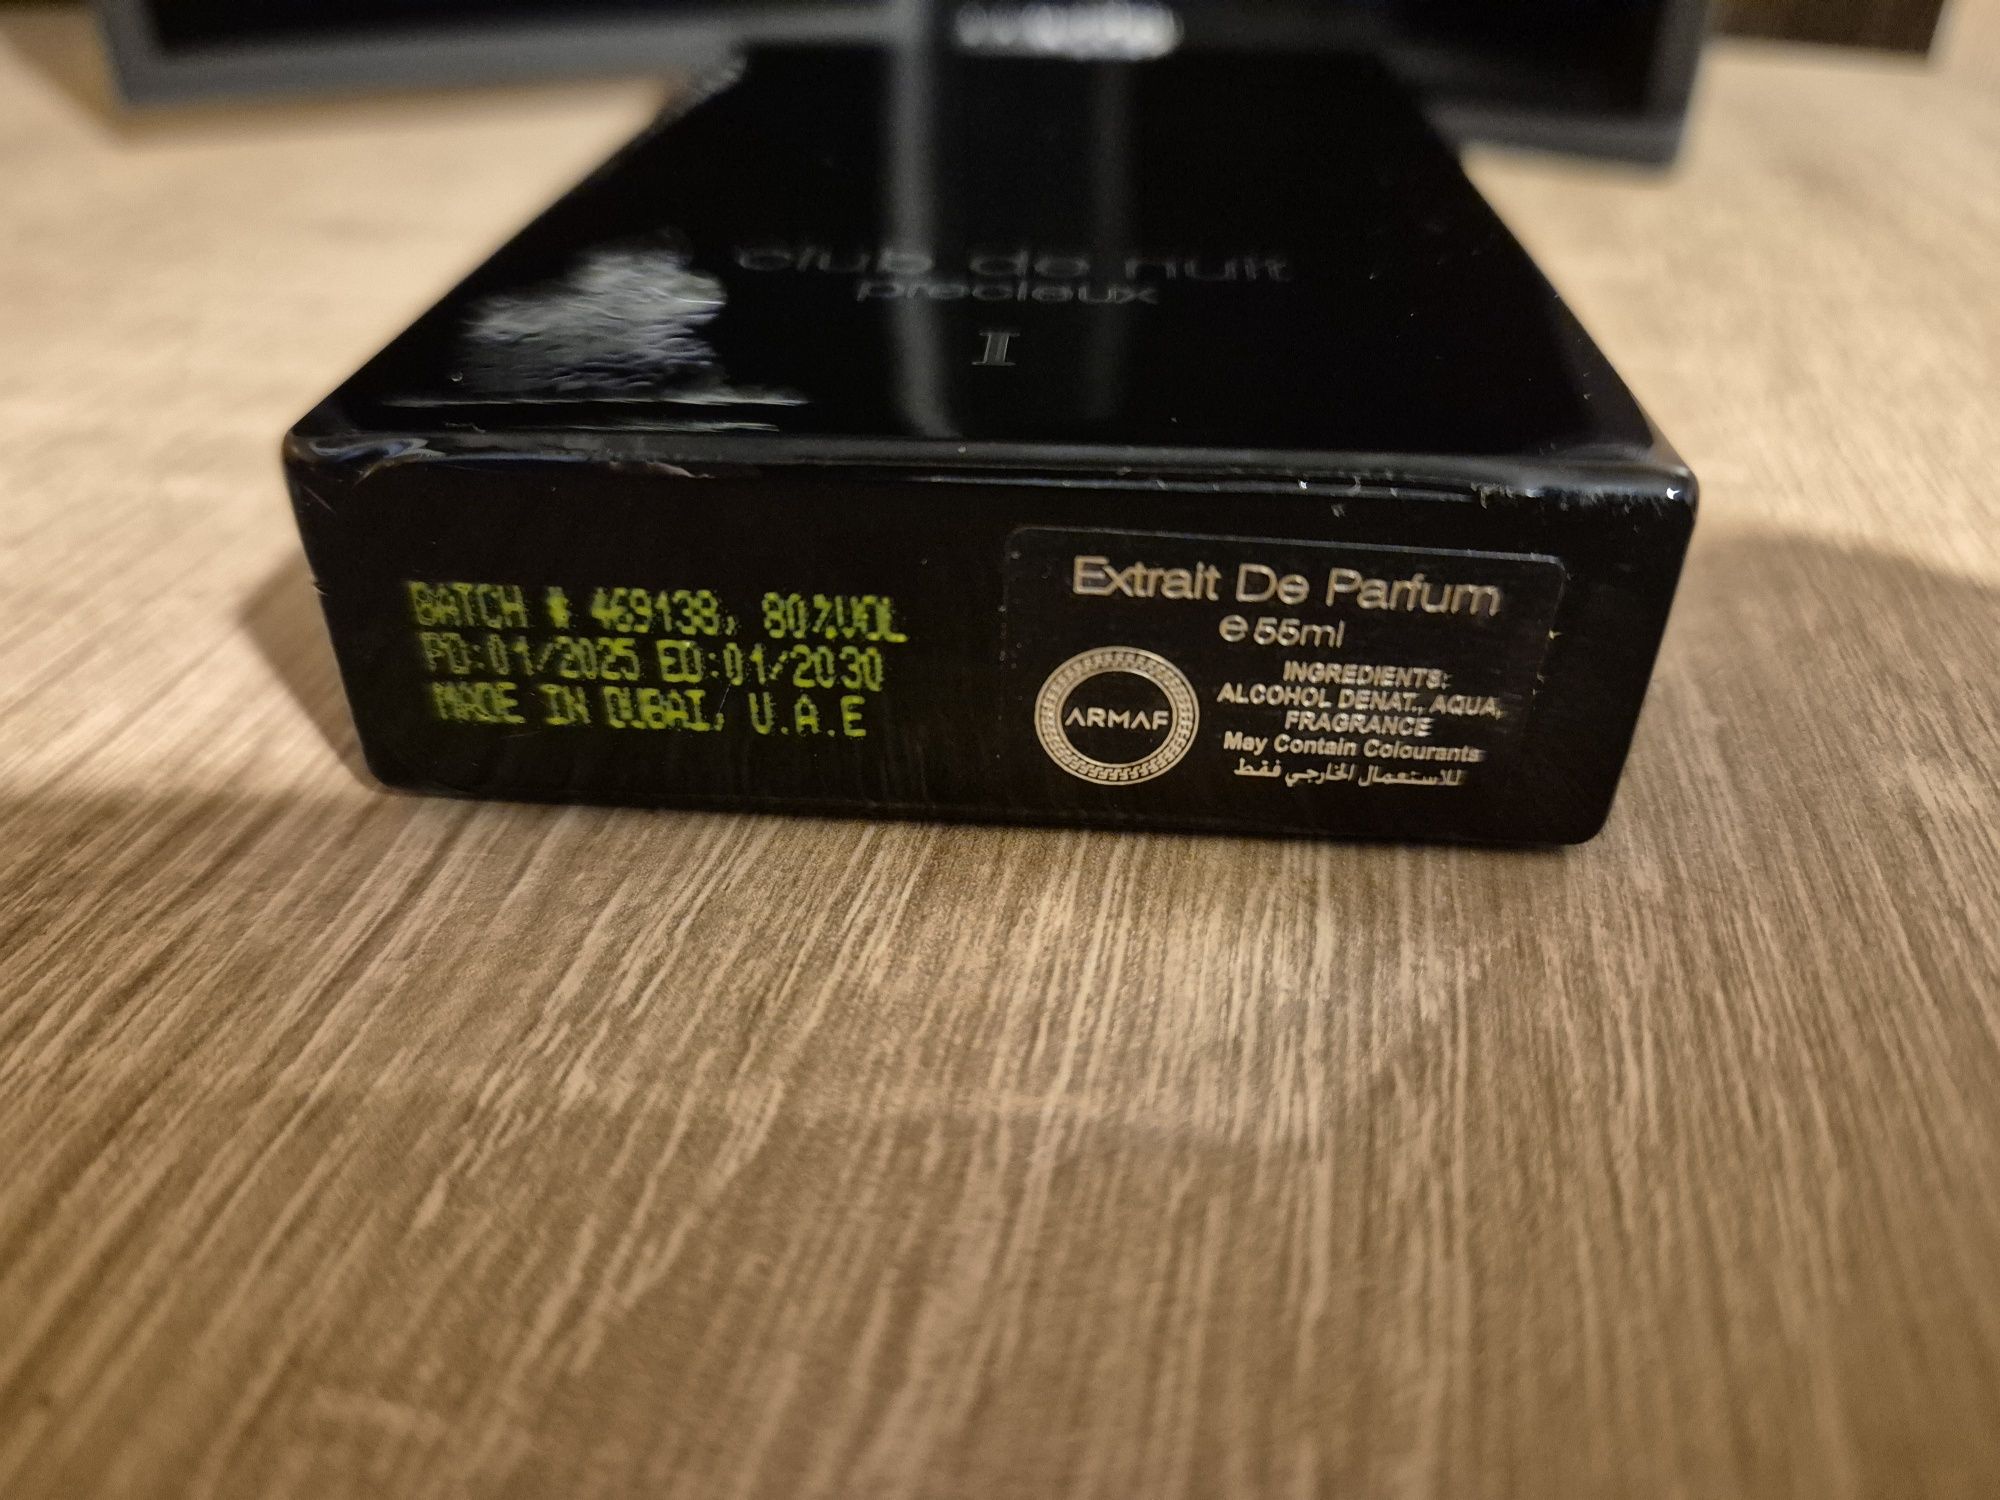 club de nuit
precieux
I
BATCH # 469138, 80%VOL
PD:01/2025 ED:01/2030
MADE IN DUBAI, U.A.E
Extrait De Parfum
e 55ml
ARMAF
INGREDIENTS:
ALCOHOL DENAT., AQUA,
FRAGRANCE
May Contain Colourants
للاستعمال الخارجي فقط